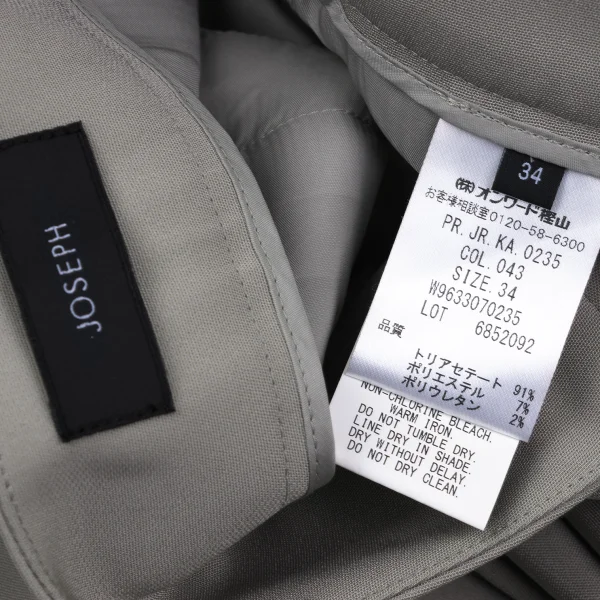 JOSEPH
34
(株)オンワード樫山
お客様相談室0120-58-6300
PR. JR. KA. 0235
COL. 043
SIZE. 34
W9633070235
LOT 6852092
品質
トリアセテート 91%
ポリエステル 7%
ポリウレタン 2%
NON-CHLORINE BLEACH.
WARM IRON.
DO NOT TUMBLE DRY.
LINE DRY IN SHADE.
DRY WITHOUT DELAY.
DO NOT DRY CLEAN.